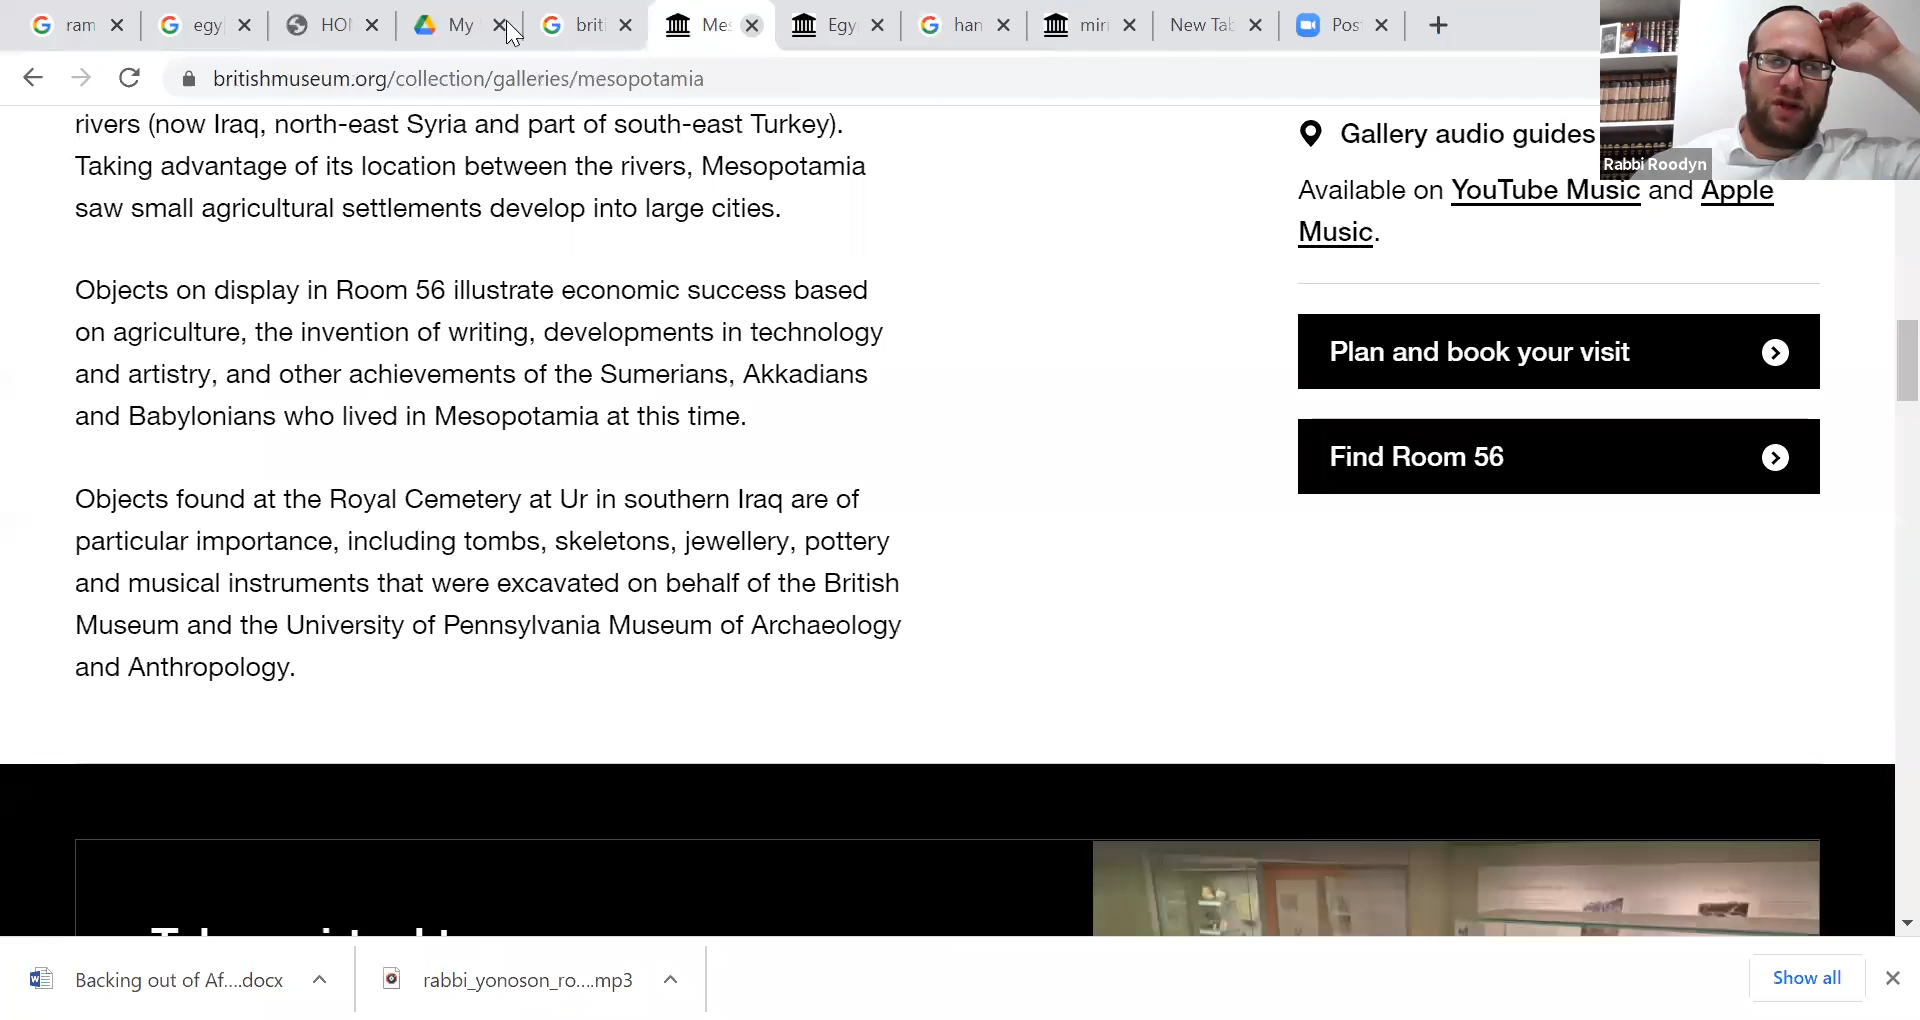 ram
egy
HOI
My
briti
Mes
Egy
han
miri
New Tab
Pos
britishmuseum.org/collection/galleries/mesopotamia
rivers (now Iraq, north-east Syria and part of south-east Turkey).
Taking advantage of its location between the rivers, Mesopotamia
saw small agricultural settlements develop into large cities.
Objects on display in Room 56 illustrate economic success based
on agriculture, the invention of writing, developments in technology
and artistry, and other achievements of the Sumerians, Akkadians
and Babylonians who lived in Mesopotamia at this time.
Objects found at the Royal Cemetery at Ur in southern Iraq are of
particular importance, including tombs, skeletons, jewellery, pottery
and musical instruments that were excavated on behalf of the British
Museum and the University of Pennsylvania Museum of Archaeology
and Anthropology.
Gallery audio guides
Available on YouTube Music and Apple
Music.
Plan and book your visit
Find Room 56
Rabbi Roodyn
Backing out of Af....docx
rabbi_yonoson_ro....mp3
Show all